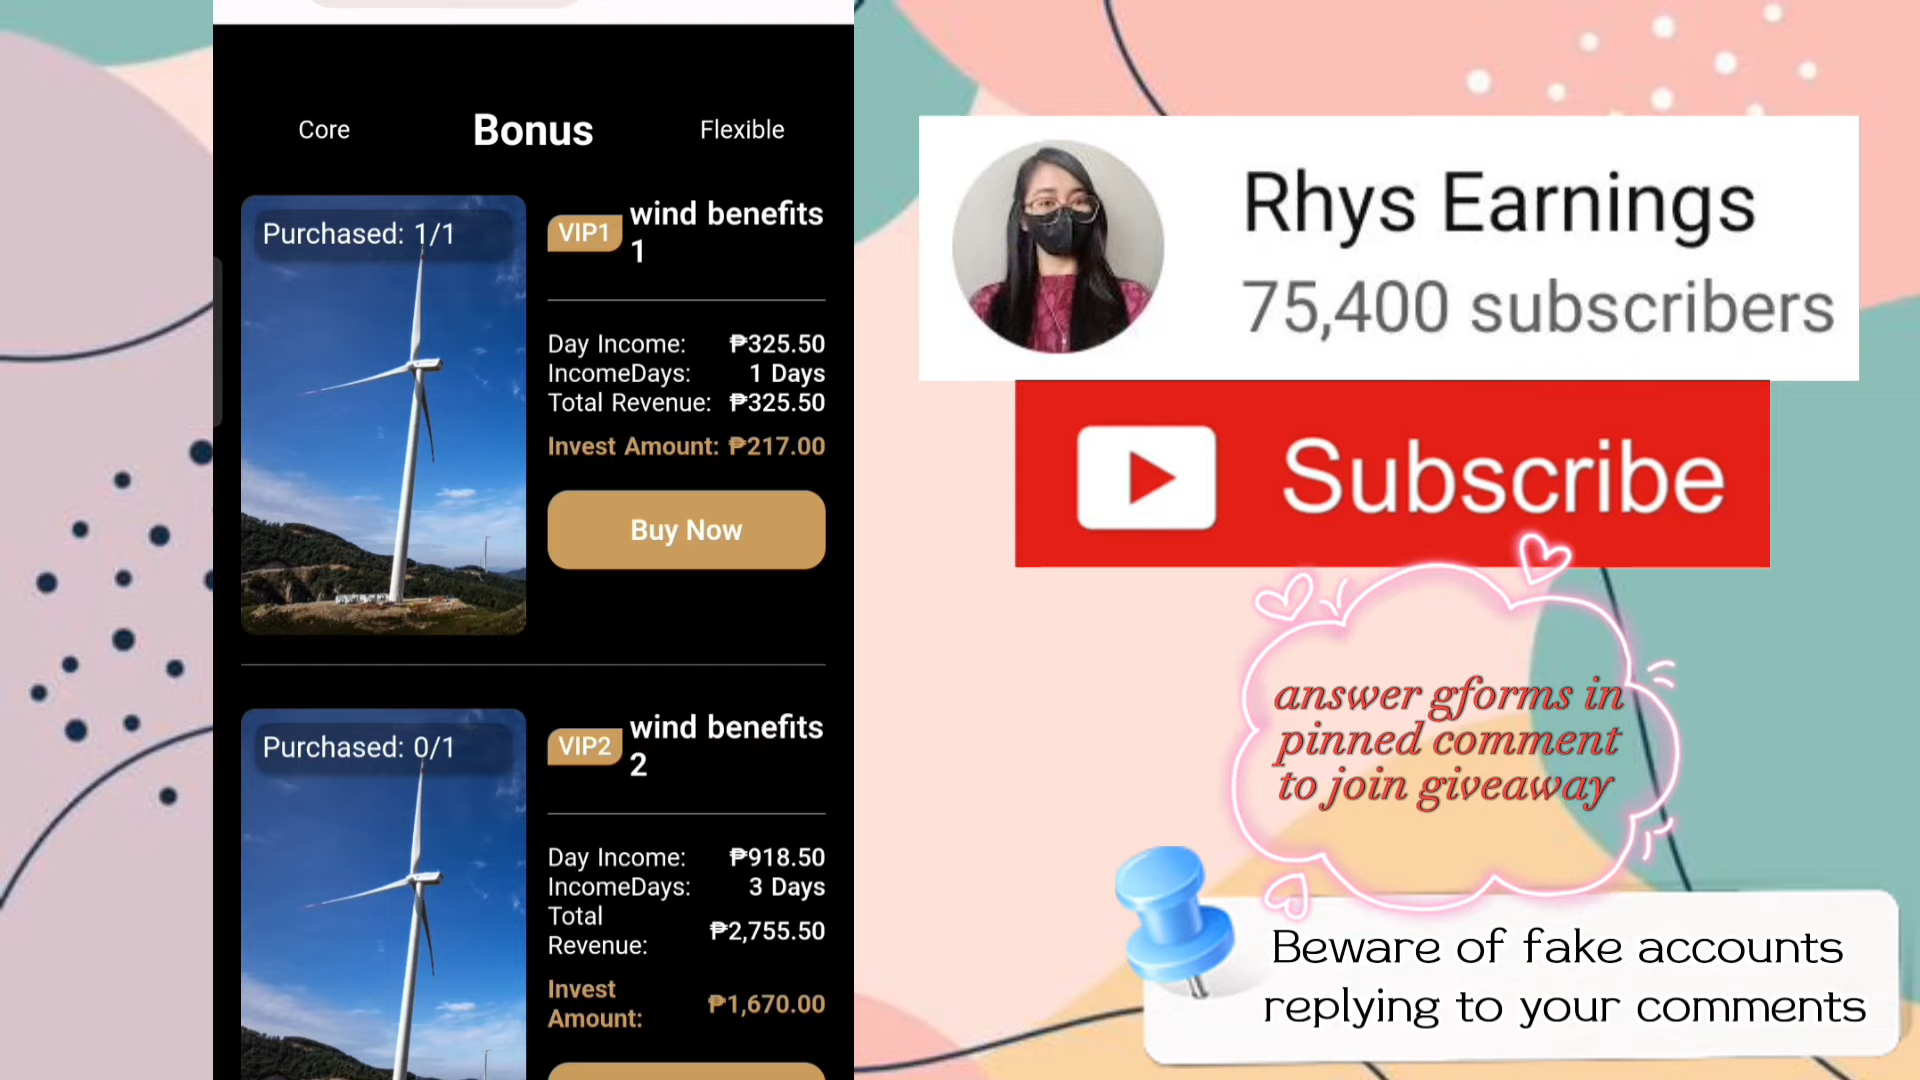 Core
Bonus
Flexible
Purchased: 1/1
VIP1
wind benefits
1
Day Income: ₱325.50
IncomeDays: 1 Days
Total Revenue: ₱325.50
Invest Amount: ₱217.00
Buy Now
Purchased: 0/1
VIP2
wind benefits
2
Day Income: ₱918.50
IncomeDays: 3 Days
Total
Revenue: ₱2,755.50
Invest
Amount: ₱1,670.00
Rhys Earnings
75,400 subscribers
Subscribe
answer gforms in
pinned comment
to join giveaway
Beware of fake accounts
replying to your comments